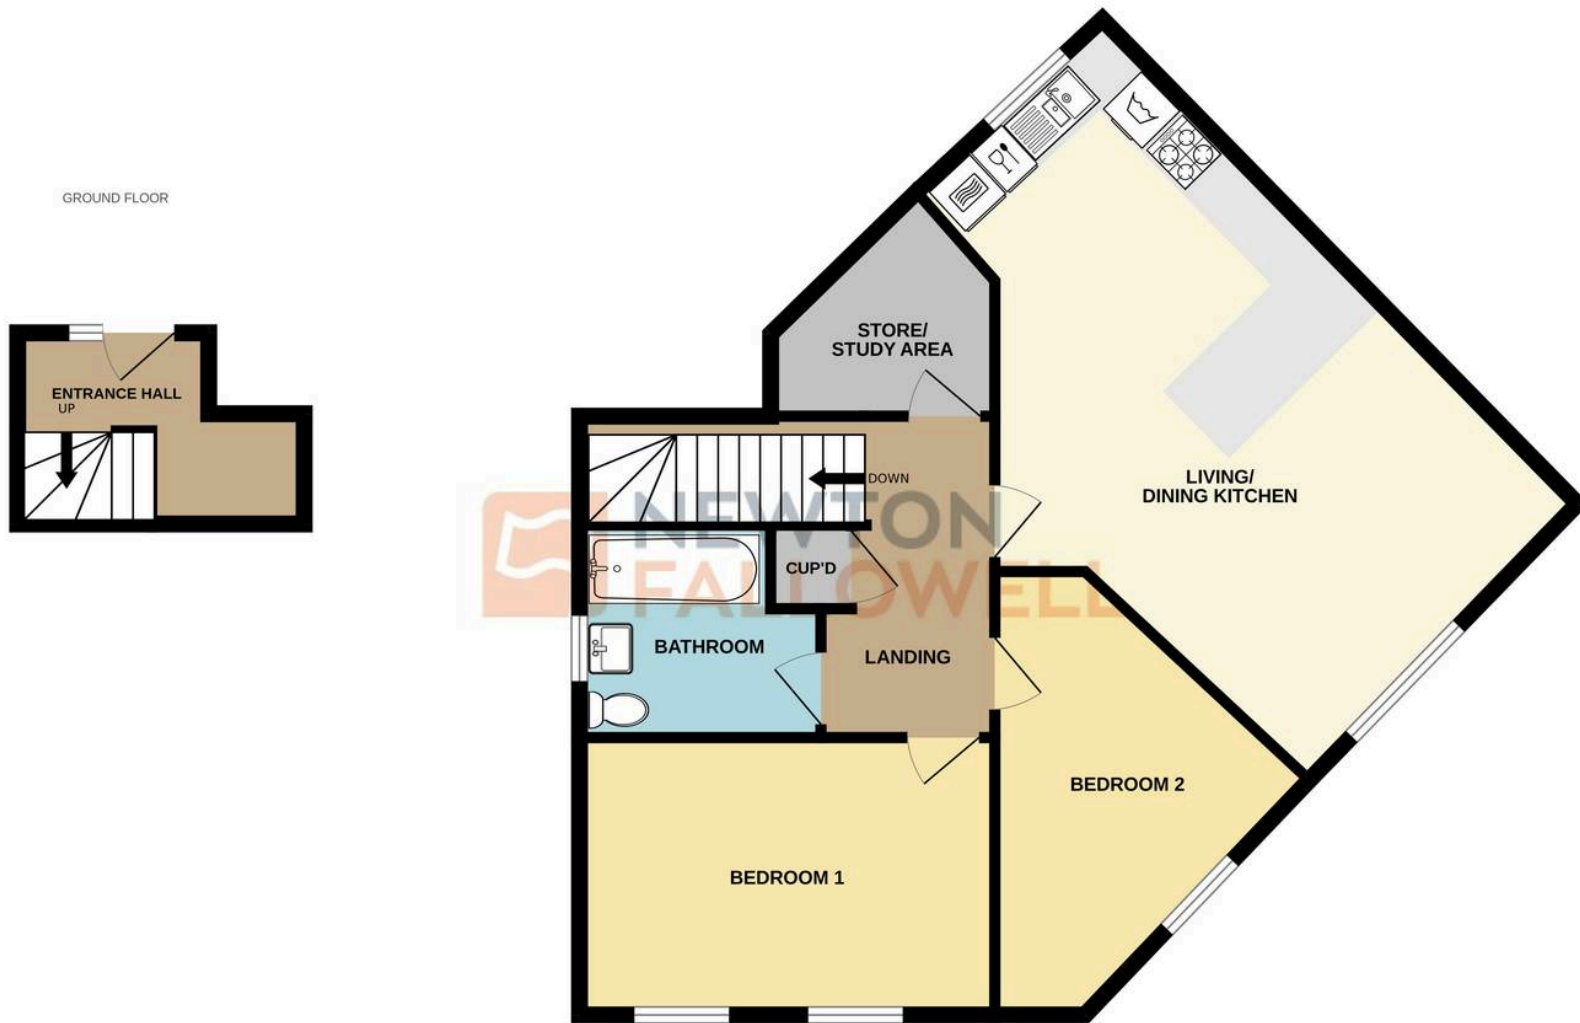 GROUND FLOOR
ENTRANCE HALL
UP
STORE/
STUDY AREA
LIVING/
DINING KITCHEN
DOWN
NEWTON
FALLOWELL
CUP'D
BATHROOM
LANDING
BEDROOM 2
BEDROOM 1